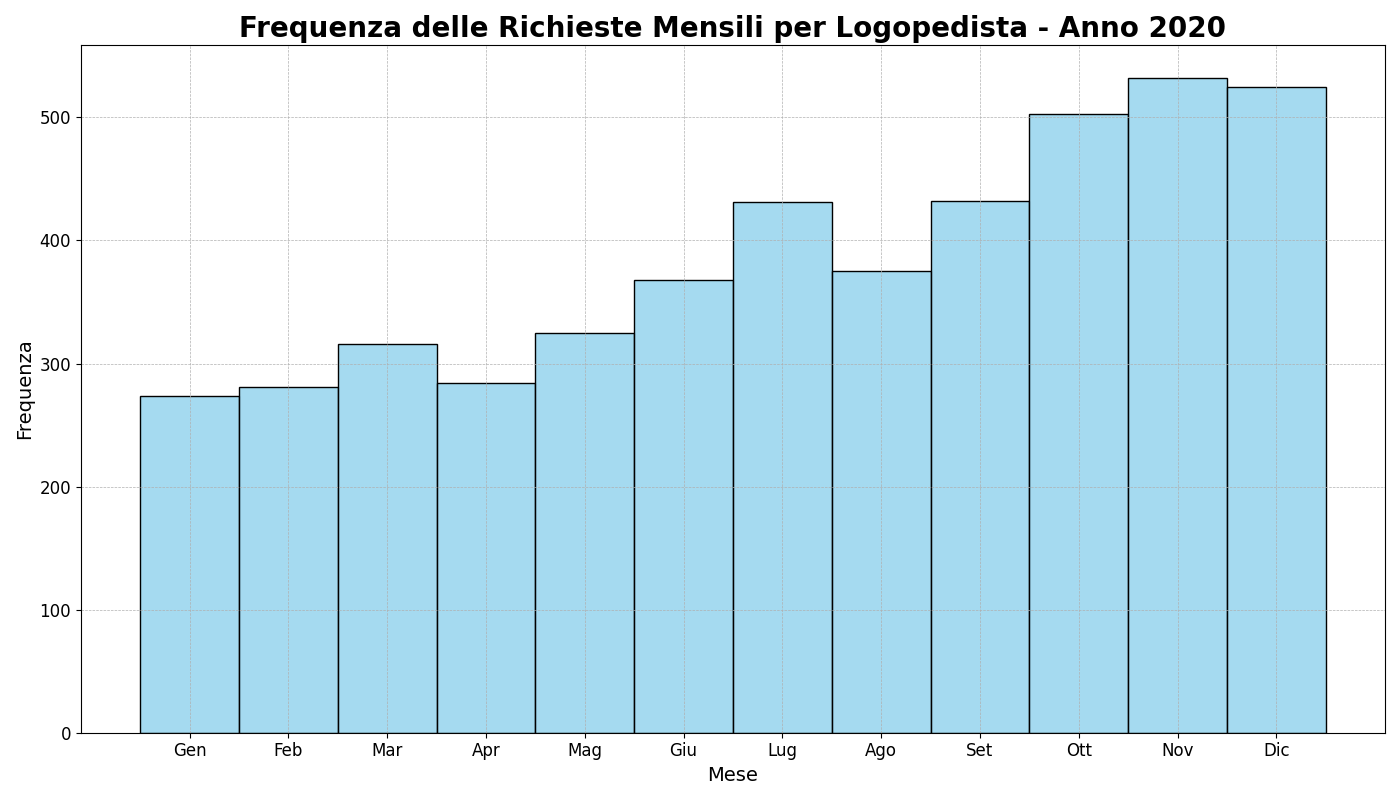 Frequenza delle Richieste Mensili per Logopedista - Anno 2020
Frequenza
500
400
300
200
100
0
Gen Feb Mar Apr Mag Giu Lug Ago Set Ott Nov Dic
Mese